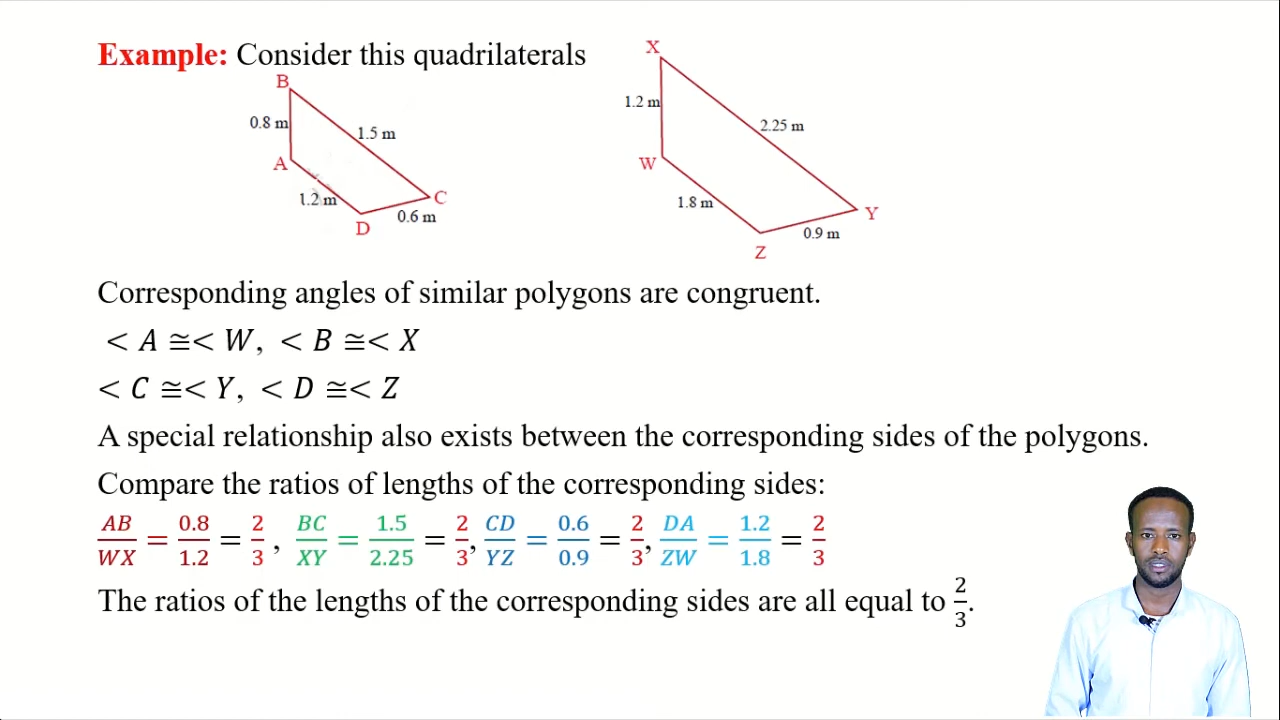 Example: Consider this quadrilaterals
B
0.8 m
1.5 m
A
1.2 m
C
0.6 m
D
X
1.2 m
2.25 m
W
1.8 m
Y
0.9 m
Z
Corresponding angles of similar polygons are congruent.
< A ≅< W, < B ≅< X
< C ≅< Y, < D ≅< Z
A special relationship also exists between the corresponding sides of the polygons.
Compare the ratios of lengths of the corresponding sides:
AB/WX = 0.8/1.2 = 2/3, BC/XY = 1.5/2.25 = 2/3, CD/YZ = 0.6/0.9 = 2/3, DA/ZW = 1.2/1.8 = 2/3
The ratios of the lengths of the corresponding sides are all equal to 2/3.